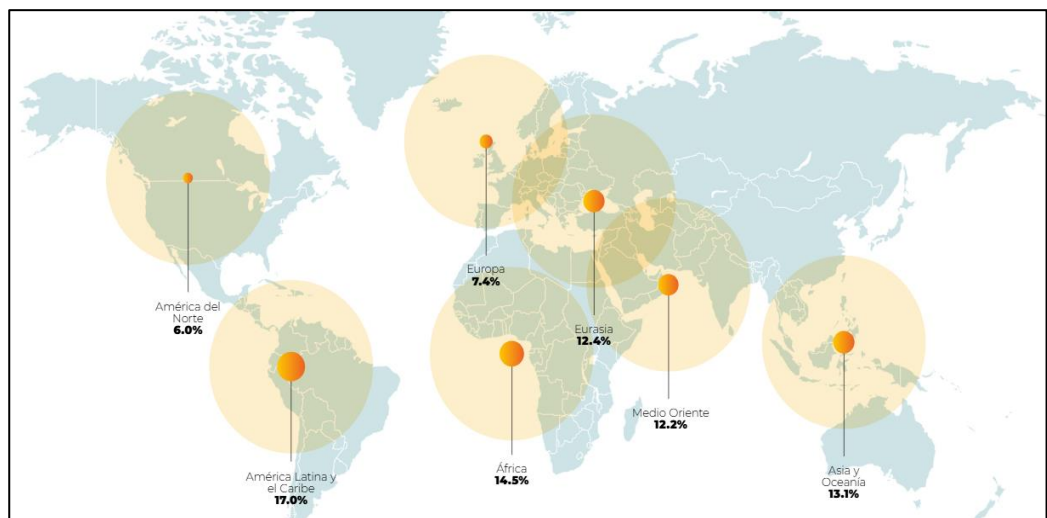 Europa
7.4%
América del
Norte
6.0%
Eurasia
12.4%
Medio Oriente
12.2%
África
14.5%
América Latina y
el Caribe
17.0%
Asia y
Oceanía
13.1%